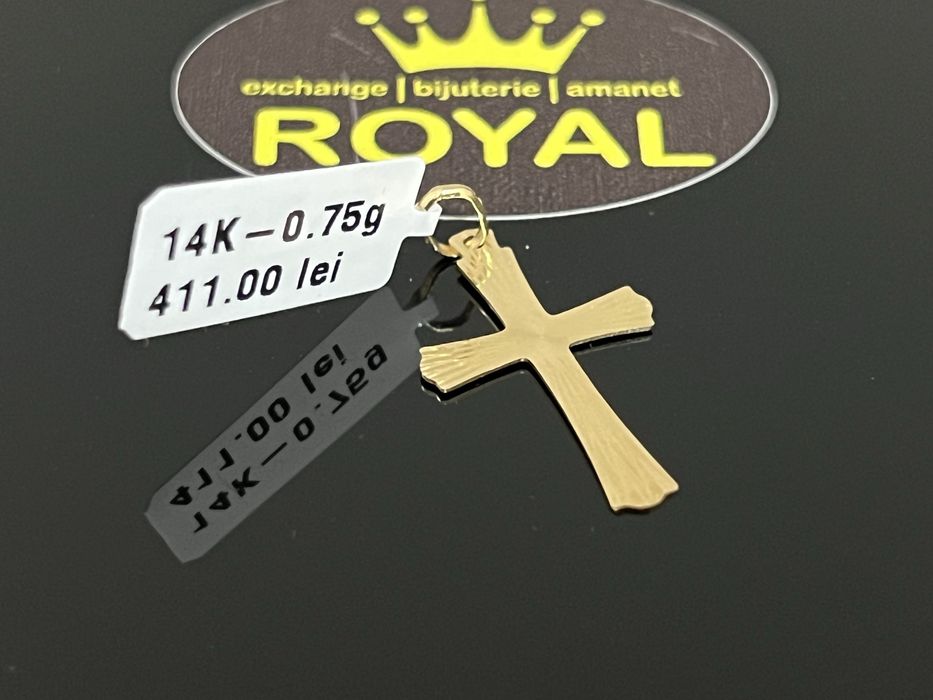 exchange | bijuterie | amanet
ROYAL
14K-0.75g
411.00 lei